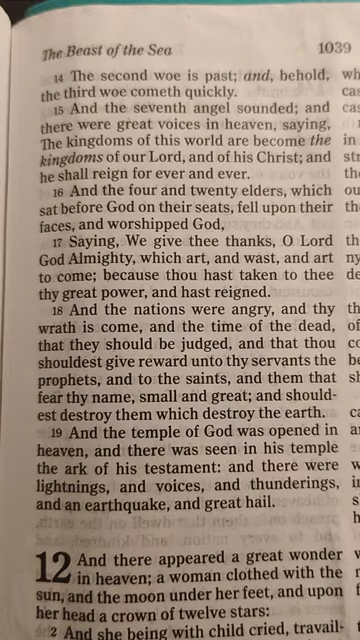 The Beast of the Sea 1039
14 The second woe is past; and, behold,
the third woe cometh quickly.
15 And the seventh angel sounded; and
there were great voices in heaven, saying,
The kingdoms of this world are become the
kingdoms of our Lord, and of his Christ; and
he shall reign for ever and ever.
16 And the four and twenty elders, which
sat before God on their seats, fell upon their
faces, and worshipped God,
17 Saying, We give thee thanks, O Lord
God Almighty, which art, and wast, and art
to come; because thou hast taken to thee
thy great power, and hast reigned.
18 And the nations were angry, and thy
wrath is come, and the time of the dead,
that they should be judged, and that thou
shouldest give reward unto thy servants the
prophets, and to the saints, and them that
fear thy name, small and great; and should-
est destroy them which destroy the earth.
19 And the temple of God was opened in
heaven, and there was seen in his temple
the ark of his testament: and there were
lightnings, and voices, and thunderings,
and an earthquake, and great hail.
12 And there appeared a great wonder
in heaven; a woman clothed with the
sun, and the moon under her feet, and upon
her head a crown of twelve stars:
2 And she being with child cried, travail-